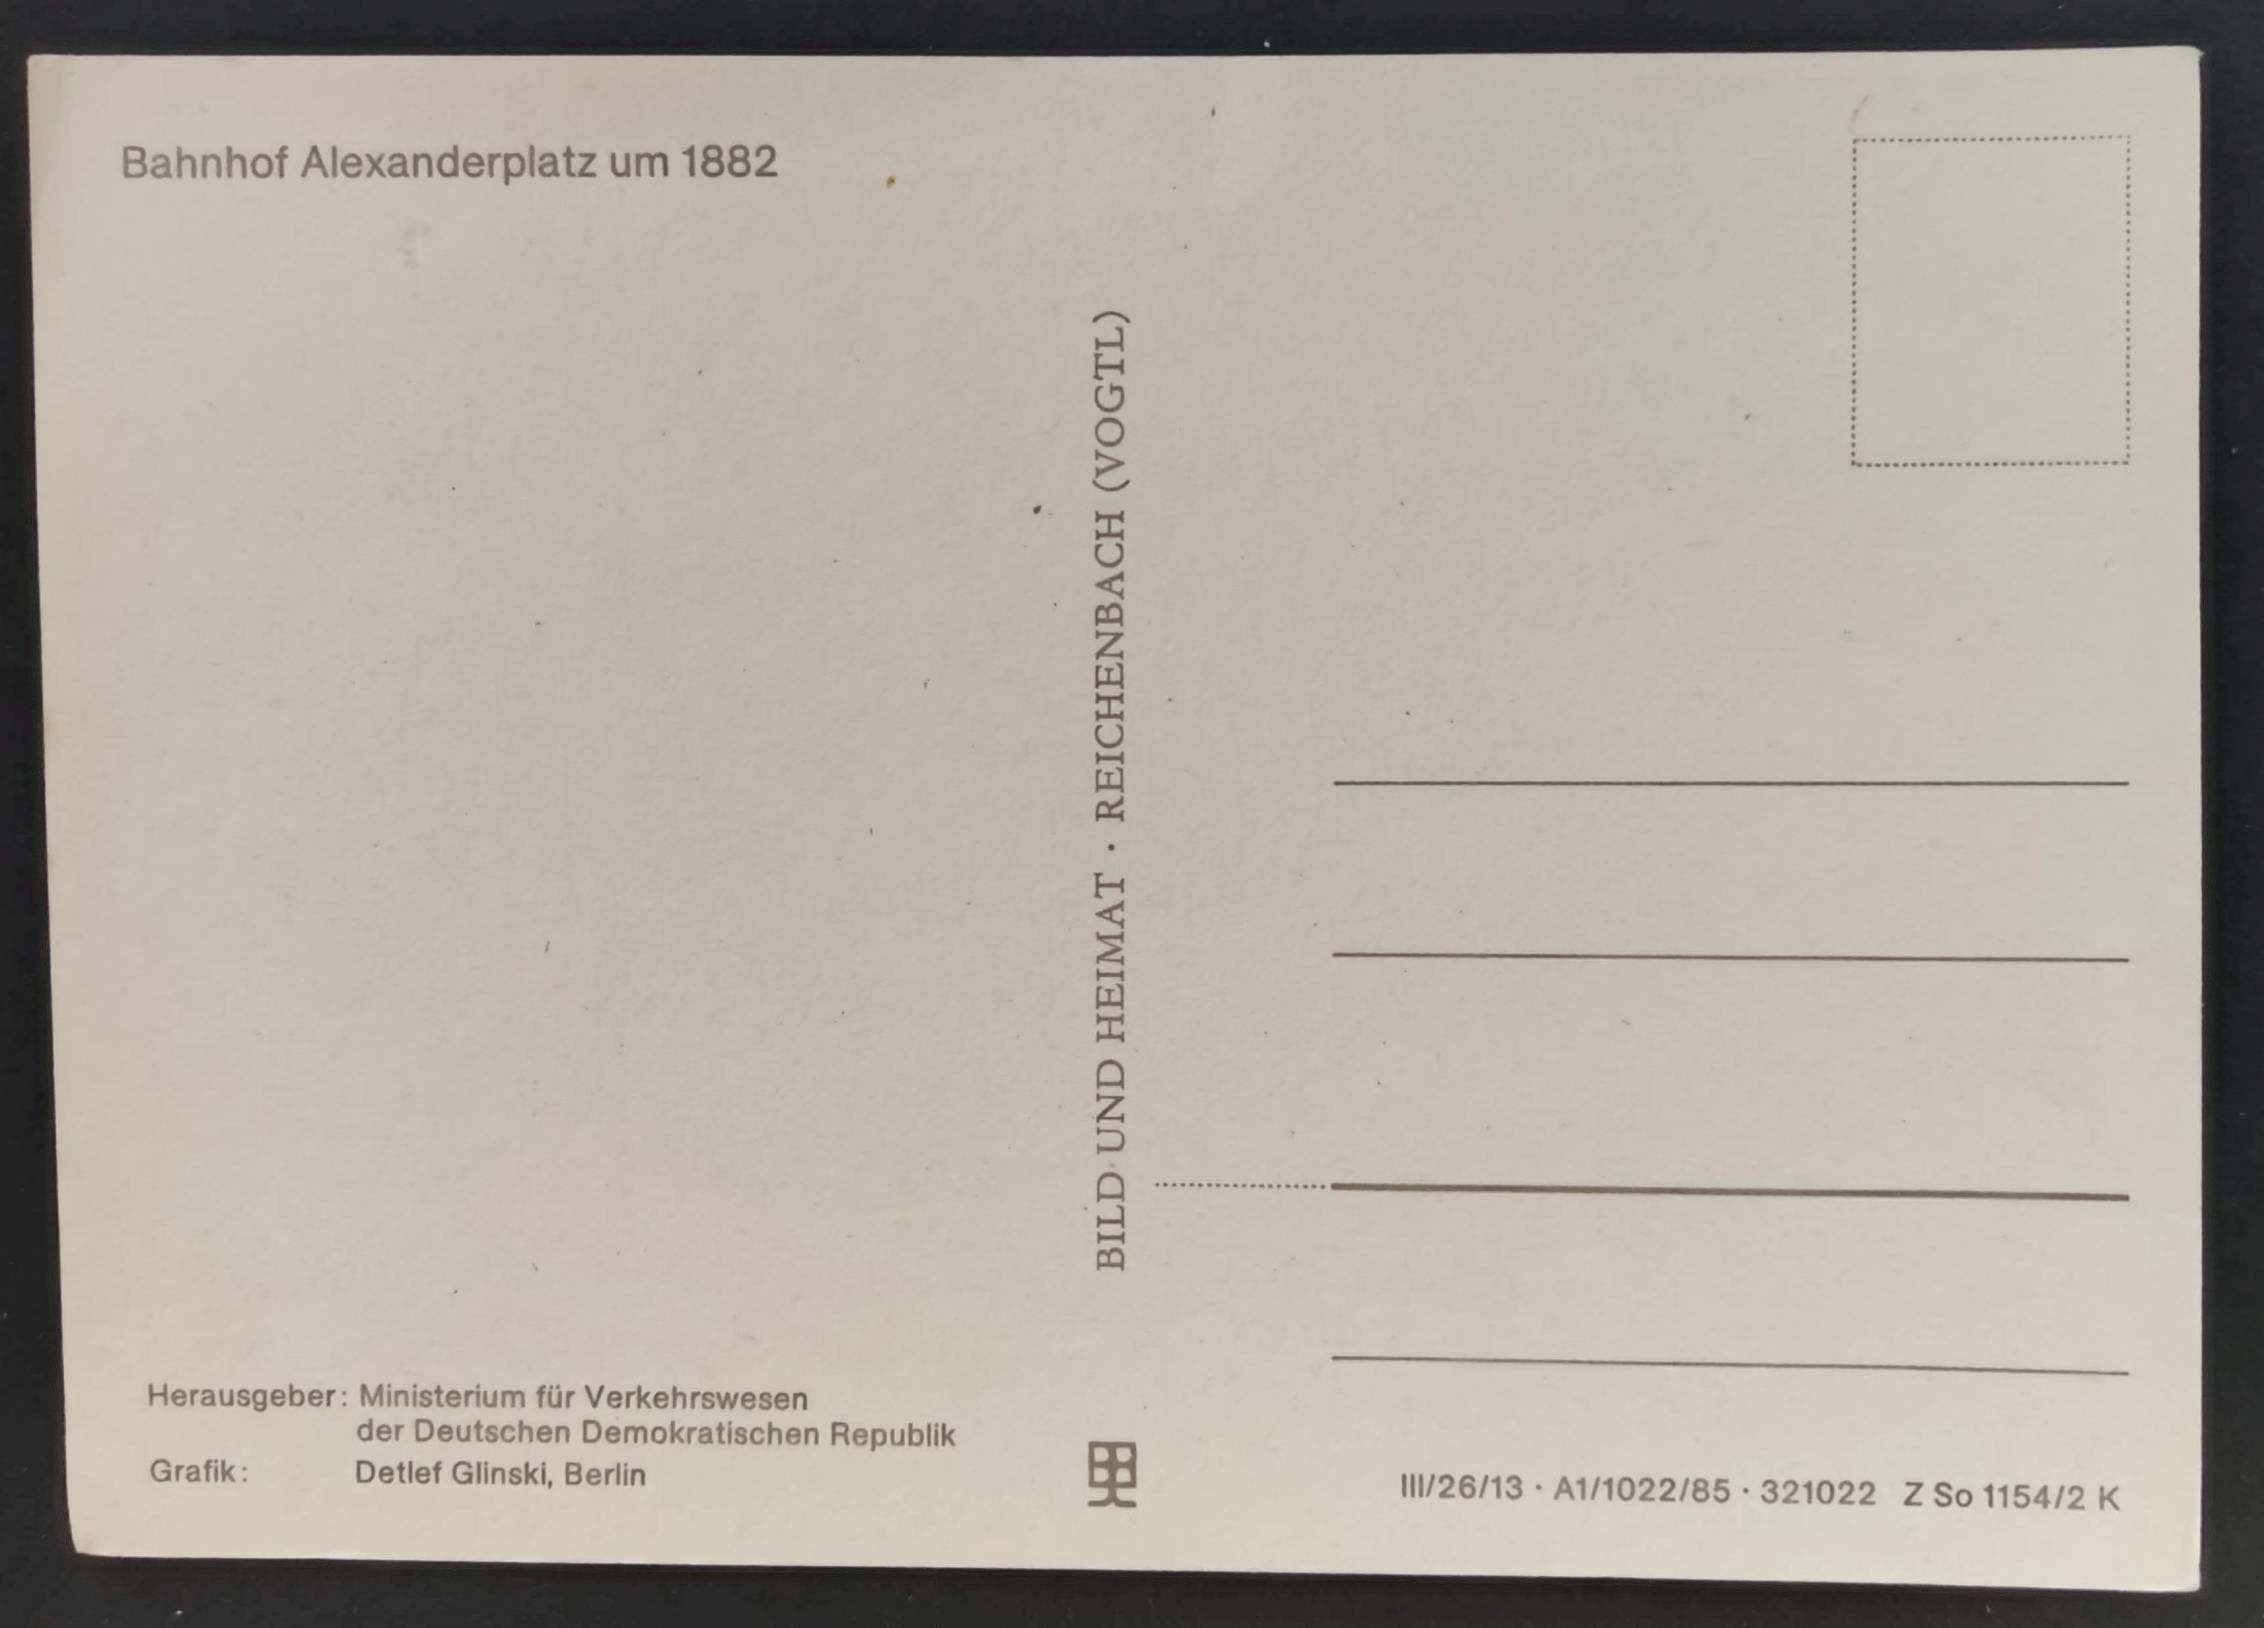 Bahnhof Alexanderplatz um 1882
BILD UND HEIMAT · REICHENBACH (VOGTL)
Herausgeber: Ministerium für Verkehrswesen
der Deutschen Demokratischen Republik
Grafik: Detlef Glinski, Berlin
III/26/13 · A1/1022/85 · 321022 Z So 1154/2 K